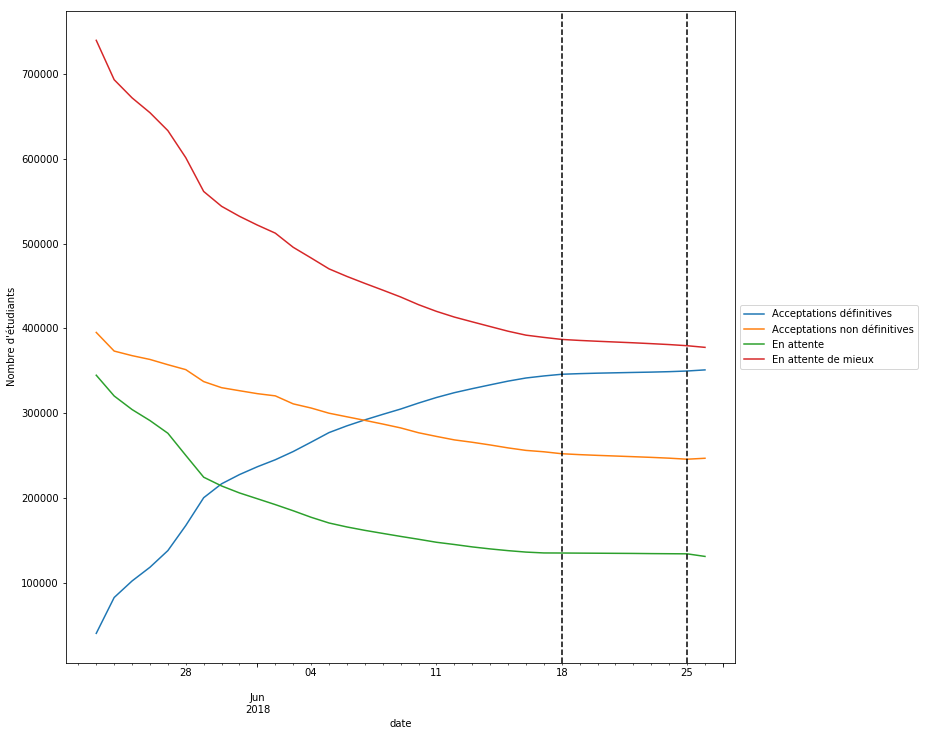 700000
600000
500000
400000
300000
200000
100000
Nombre d'étudiants
28
04
11
18
25
Jun
2018
date
Acceptations définitives
Acceptations non définitives
En attente
En attente de mieux